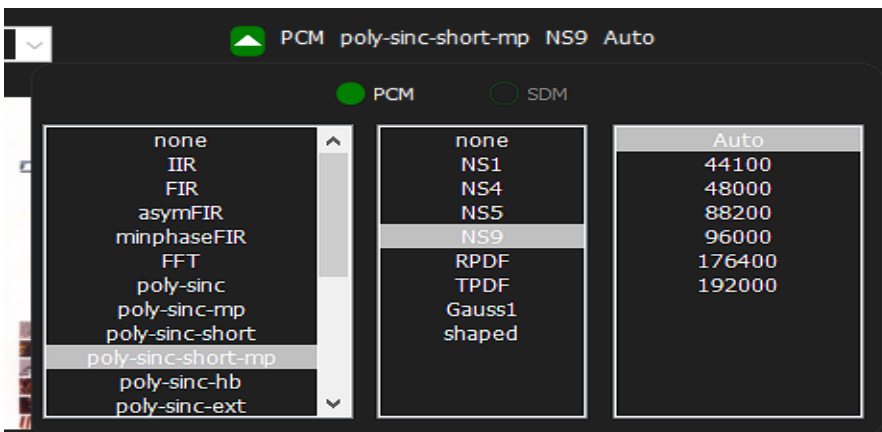 PCM poly-sinc-short-mp NS9 Auto
PCM SDM
none
IIR
FIR
asymFIR
minphaseFIR
FFT
poly-sinc
poly-sinc-mp
poly-sinc-short
poly-sinc-short-mp
poly-sinc-hb
poly-sinc-ext
none
NS1
NS4
NS5
NS9
RPDF
TPDF
Gauss1
shaped
Auto
44100
48000
88200
96000
176400
192000